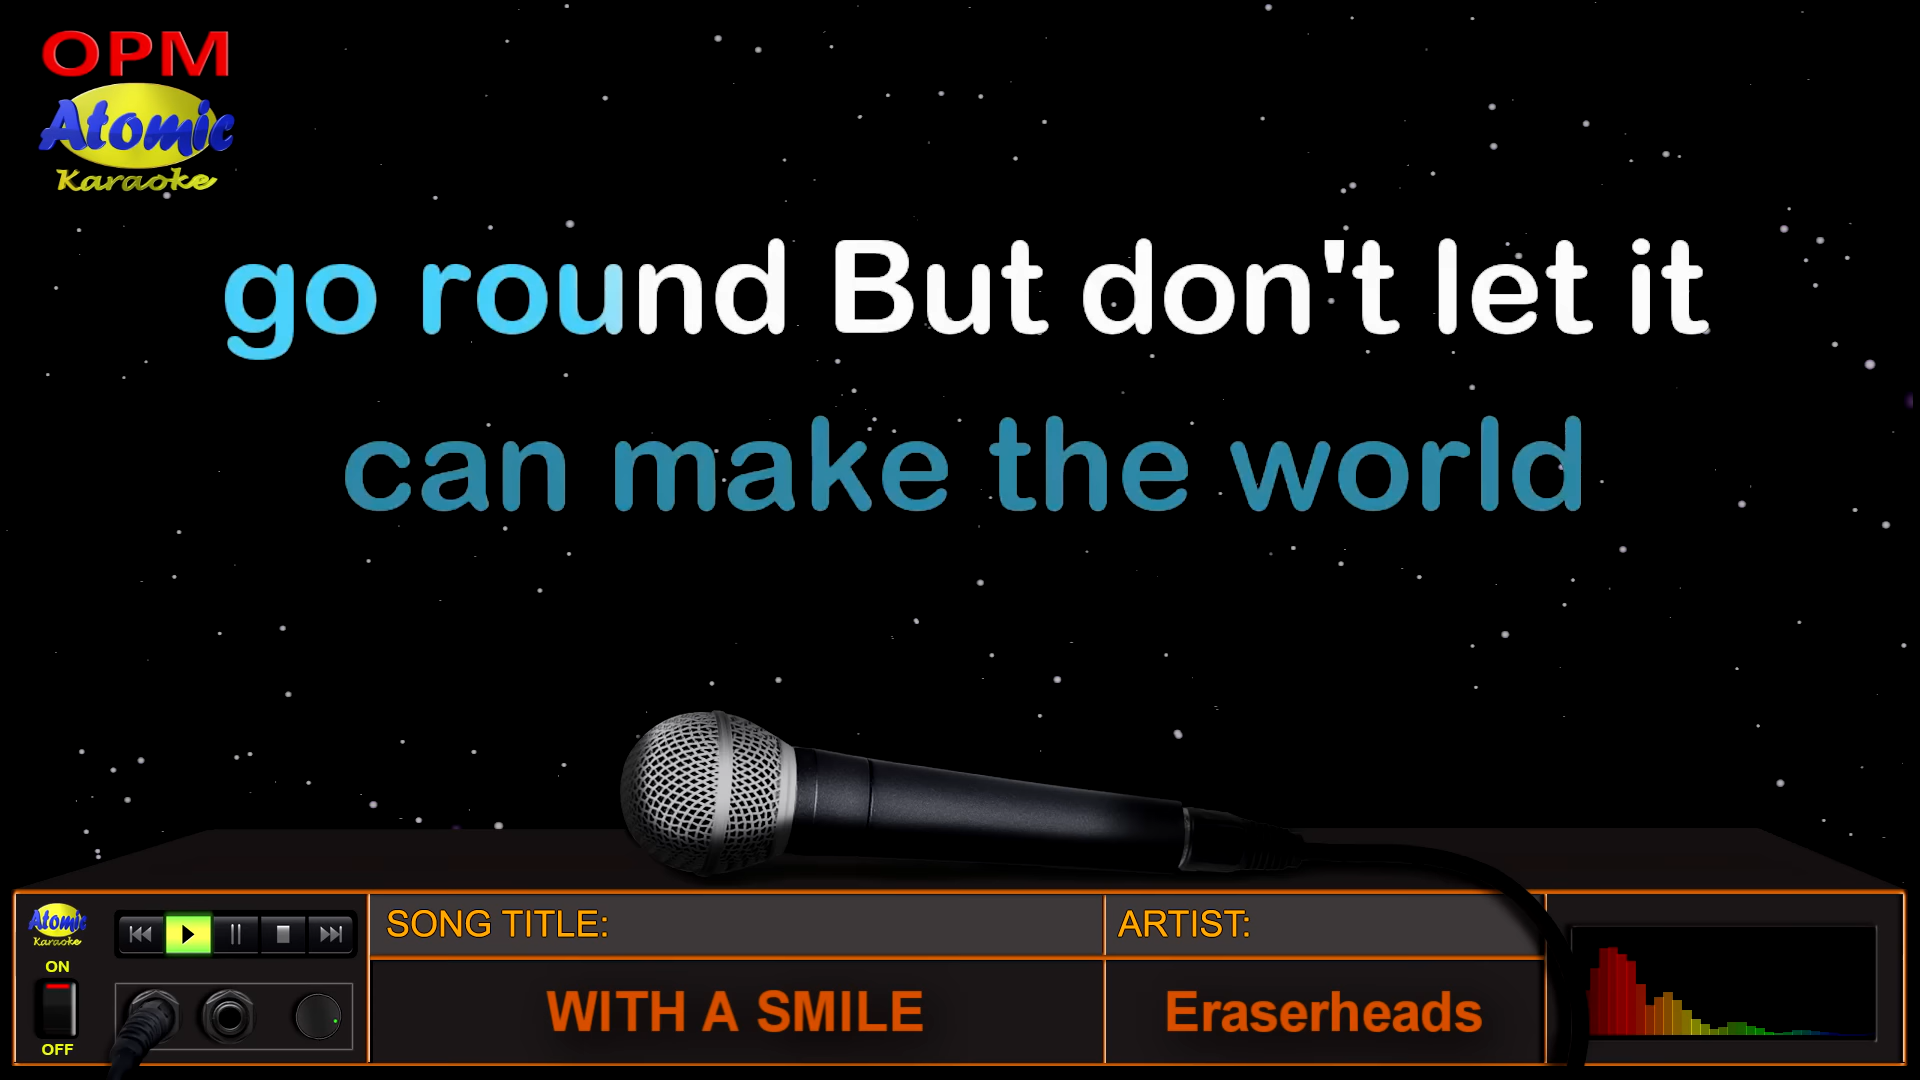 OPM
Atomic
Karaoke
go round But don't let it
can make the world
Atomic
Karaoke
ON
OFF
SONG TITLE:
WITH A SMILE
ARTIST:
Eraserheads